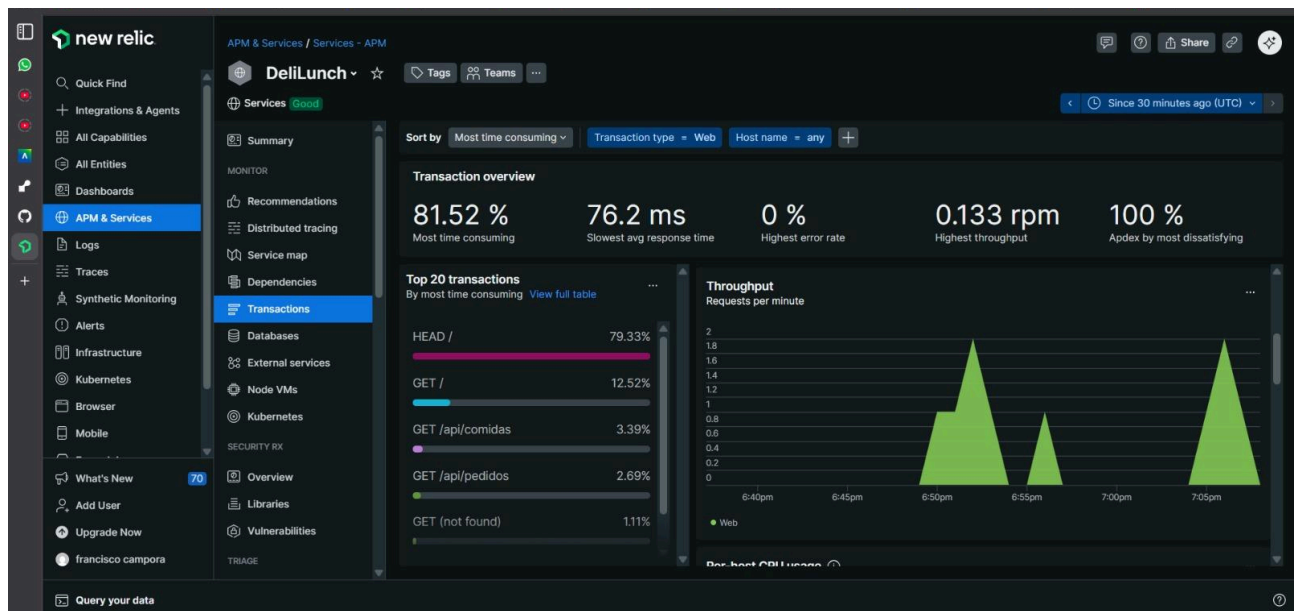 new relic.
Quick Find
Integrations & Agents
All Capabilities
All Entities
Dashboards
APM & Services
Logs
Traces
Synthetic Monitoring
Alerts
Infrastructure
Kubernetes
Browser
Mobile
What's New 70
Add User
Upgrade Now
francisco campora
APM & Services / Services - APM
Share
DeliLunch
Tags
Teams
...
Services Good
Since 30 minutes ago (UTC)
Summary
MONITOR
Recommendations
Distributed tracing
Service map
Dependencies
Transactions
Databases
External services
Node VMs
Kubernetes
SECURITY RX
Overview
Libraries
Vulnerabilities
TRIAGE
Sort by Most time consuming Transaction type = Web Host name = any
Transaction overview
81.52 % 76.2 ms 0 % 0.133 rpm 100 %
Most time consuming Slowest avg response time Highest error rate Highest throughput Apdex by most dissatisfying
Top 20 transactions ...
By most time consuming View full table
HEAD / 79.33%
GET / 12.52%
GET /api/comidas 3.39%
GET /api/pedidos 2.69%
GET (not found) 1.11%
Throughput ...
Requests per minute
2
1.8
1.6
1.4
1.2
1
0.8
0.6
0.4
0.2
0
6:40pm 6:45pm 6:50pm 6:55pm 7:00pm 7:05pm
Web
Per-host CPU usage
Query your data